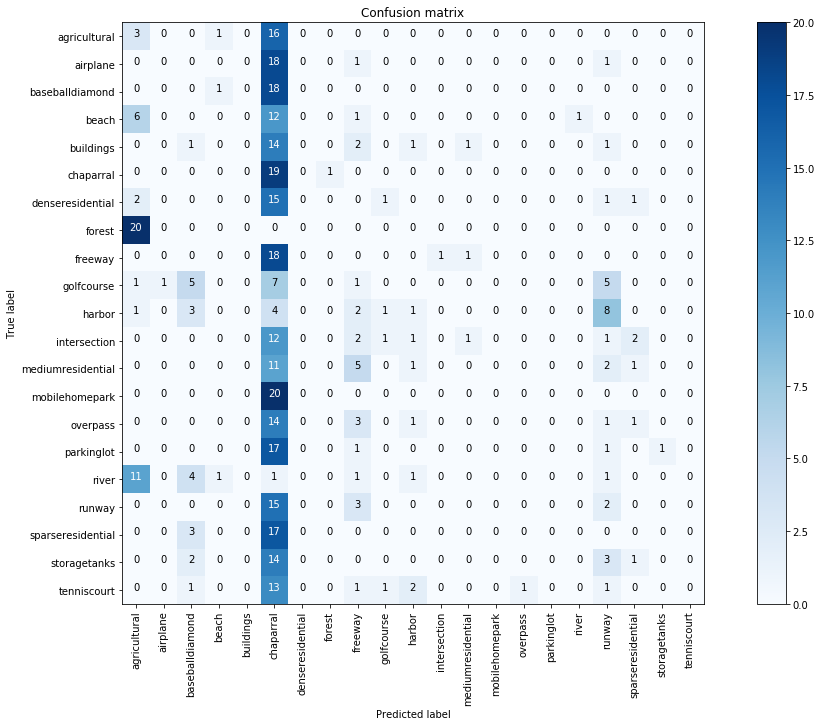 Confusion matrix
agricultural 3 0 0 1 0 16 0 0 0 0 0 0 0 0 0 0 0 0 0 0 0
airplane 0 0 0 0 0 18 0 0 1 0 0 0 0 0 0 0 0 1 0 0 0
baseballdiamond 0 0 0 1 0 18 0 0 0 0 0 0 0 0 0 0 0 0 0 0 0
beach 6 0 0 0 0 12 0 0 1 0 0 0 0 0 0 0 1 0 0 0 0
buildings 0 0 1 0 0 14 0 0 2 0 1 0 1 0 0 0 0 1 0 0 0
chaparral 0 0 0 0 0 19 0 1 0 0 0 0 0 0 0 0 0 0 0 0 0
denseresidential 2 0 0 0 0 15 0 0 0 1 0 0 0 0 0 0 0 1 1 0 0
forest 20 0 0 0 0 0 0 0 0 0 0 0 0 0 0 0 0 0 0 0 0
freeway 0 0 0 0 0 18 0 0 0 0 0 1 1 0 0 0 0 0 0 0 0
golfcourse 1 1 5 0 0 7 0 0 1 0 0 0 0 0 0 0 0 5 0 0 0
harbor 1 0 3 0 0 4 0 0 2 1 1 0 0 0 0 0 0 8 0 0 0
intersection 0 0 0 0 0 12 0 0 2 1 1 0 1 0 0 0 0 1 2 0 0
mediumresidential 0 0 0 0 0 11 0 0 5 0 1 0 0 0 0 0 0 2 1 0 0
mobilehomepark 0 0 0 0 0 20 0 0 0 0 0 0 0 0 0 0 0 0 0 0 0
overpass 0 0 0 0 0 14 0 0 3 0 1 0 0 0 0 0 0 1 1 0 0
parkinglot 0 0 0 0 0 17 0 0 1 0 0 0 0 0 0 0 0 1 0 1 0
river 11 0 4 1 0 1 0 0 1 0 1 0 0 0 0 0 0 1 0 0 0
runway 0 0 0 0 0 15 0 0 3 0 0 0 0 0 0 0 0 2 0 0 0
sparseresidential 0 0 3 0 0 17 0 0 0 0 0 0 0 0 0 0 0 0 0 0 0
storagetanks 0 0 2 0 0 14 0 0 0 0 0 0 0 0 0 0 0 3 1 0 0
tenniscourt 0 0 1 0 0 13 0 0 1 1 2 0 0 0 1 0 0 1 0 0 0
True label
agricultural
airplane
baseballdiamond
beach
buildings
chaparral
denseresidential
forest
freeway
golfcourse
harbor
intersection
mediumresidential
mobilehomepark
overpass
parkinglot
river
runway
sparseresidential
storagetanks
tenniscourt
Predicted label
20.0
17.5
15.0
12.5
10.0
7.5
5.0
2.5
0.0